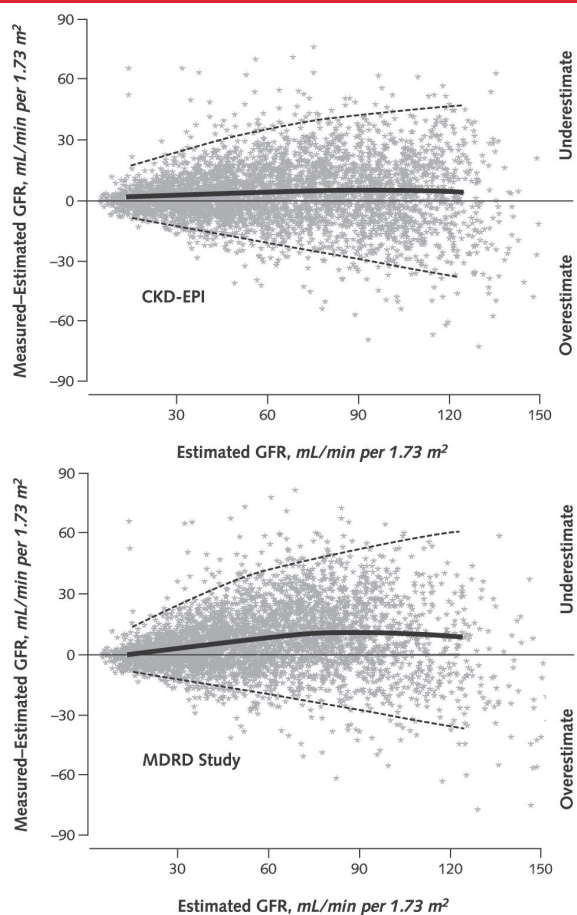 Measured–Estimated GFR, mL/min per 1.73 m²
90
60
30
0
–30
–60
–90
Underestimate
Overestimate
CKD-EPI
30 60 90 120 150
Estimated GFR, mL/min per 1.73 m²
Measured–Estimated GFR, mL/min per 1.73 m²
90
60
30
0
–30
–60
–90
Underestimate
Overestimate
MDRD Study
30 60 90 120 150
Estimated GFR, mL/min per 1.73 m²